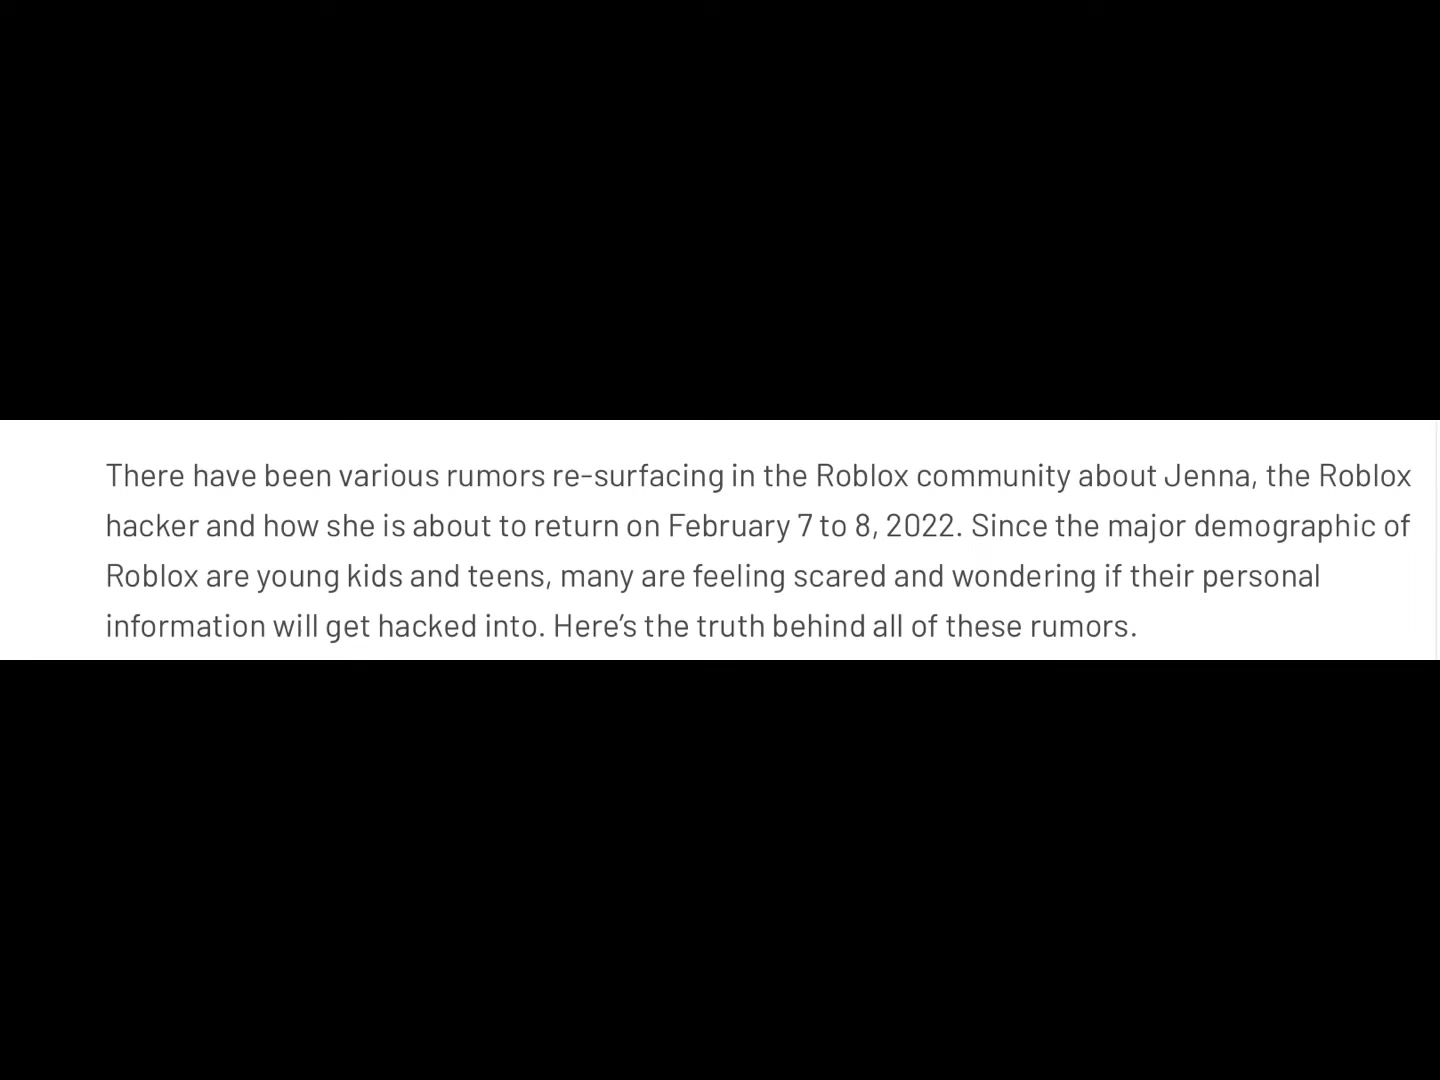 There have been various rumors re-surfacing in the Roblox community about Jenna, the Roblox
hacker and how she is about to return on February 7 to 8, 2022. Since the major demographic of
Roblox are young kids and teens, many are feeling scared and wondering if their personal
information will get hacked into. Here’s the truth behind all of these rumors.